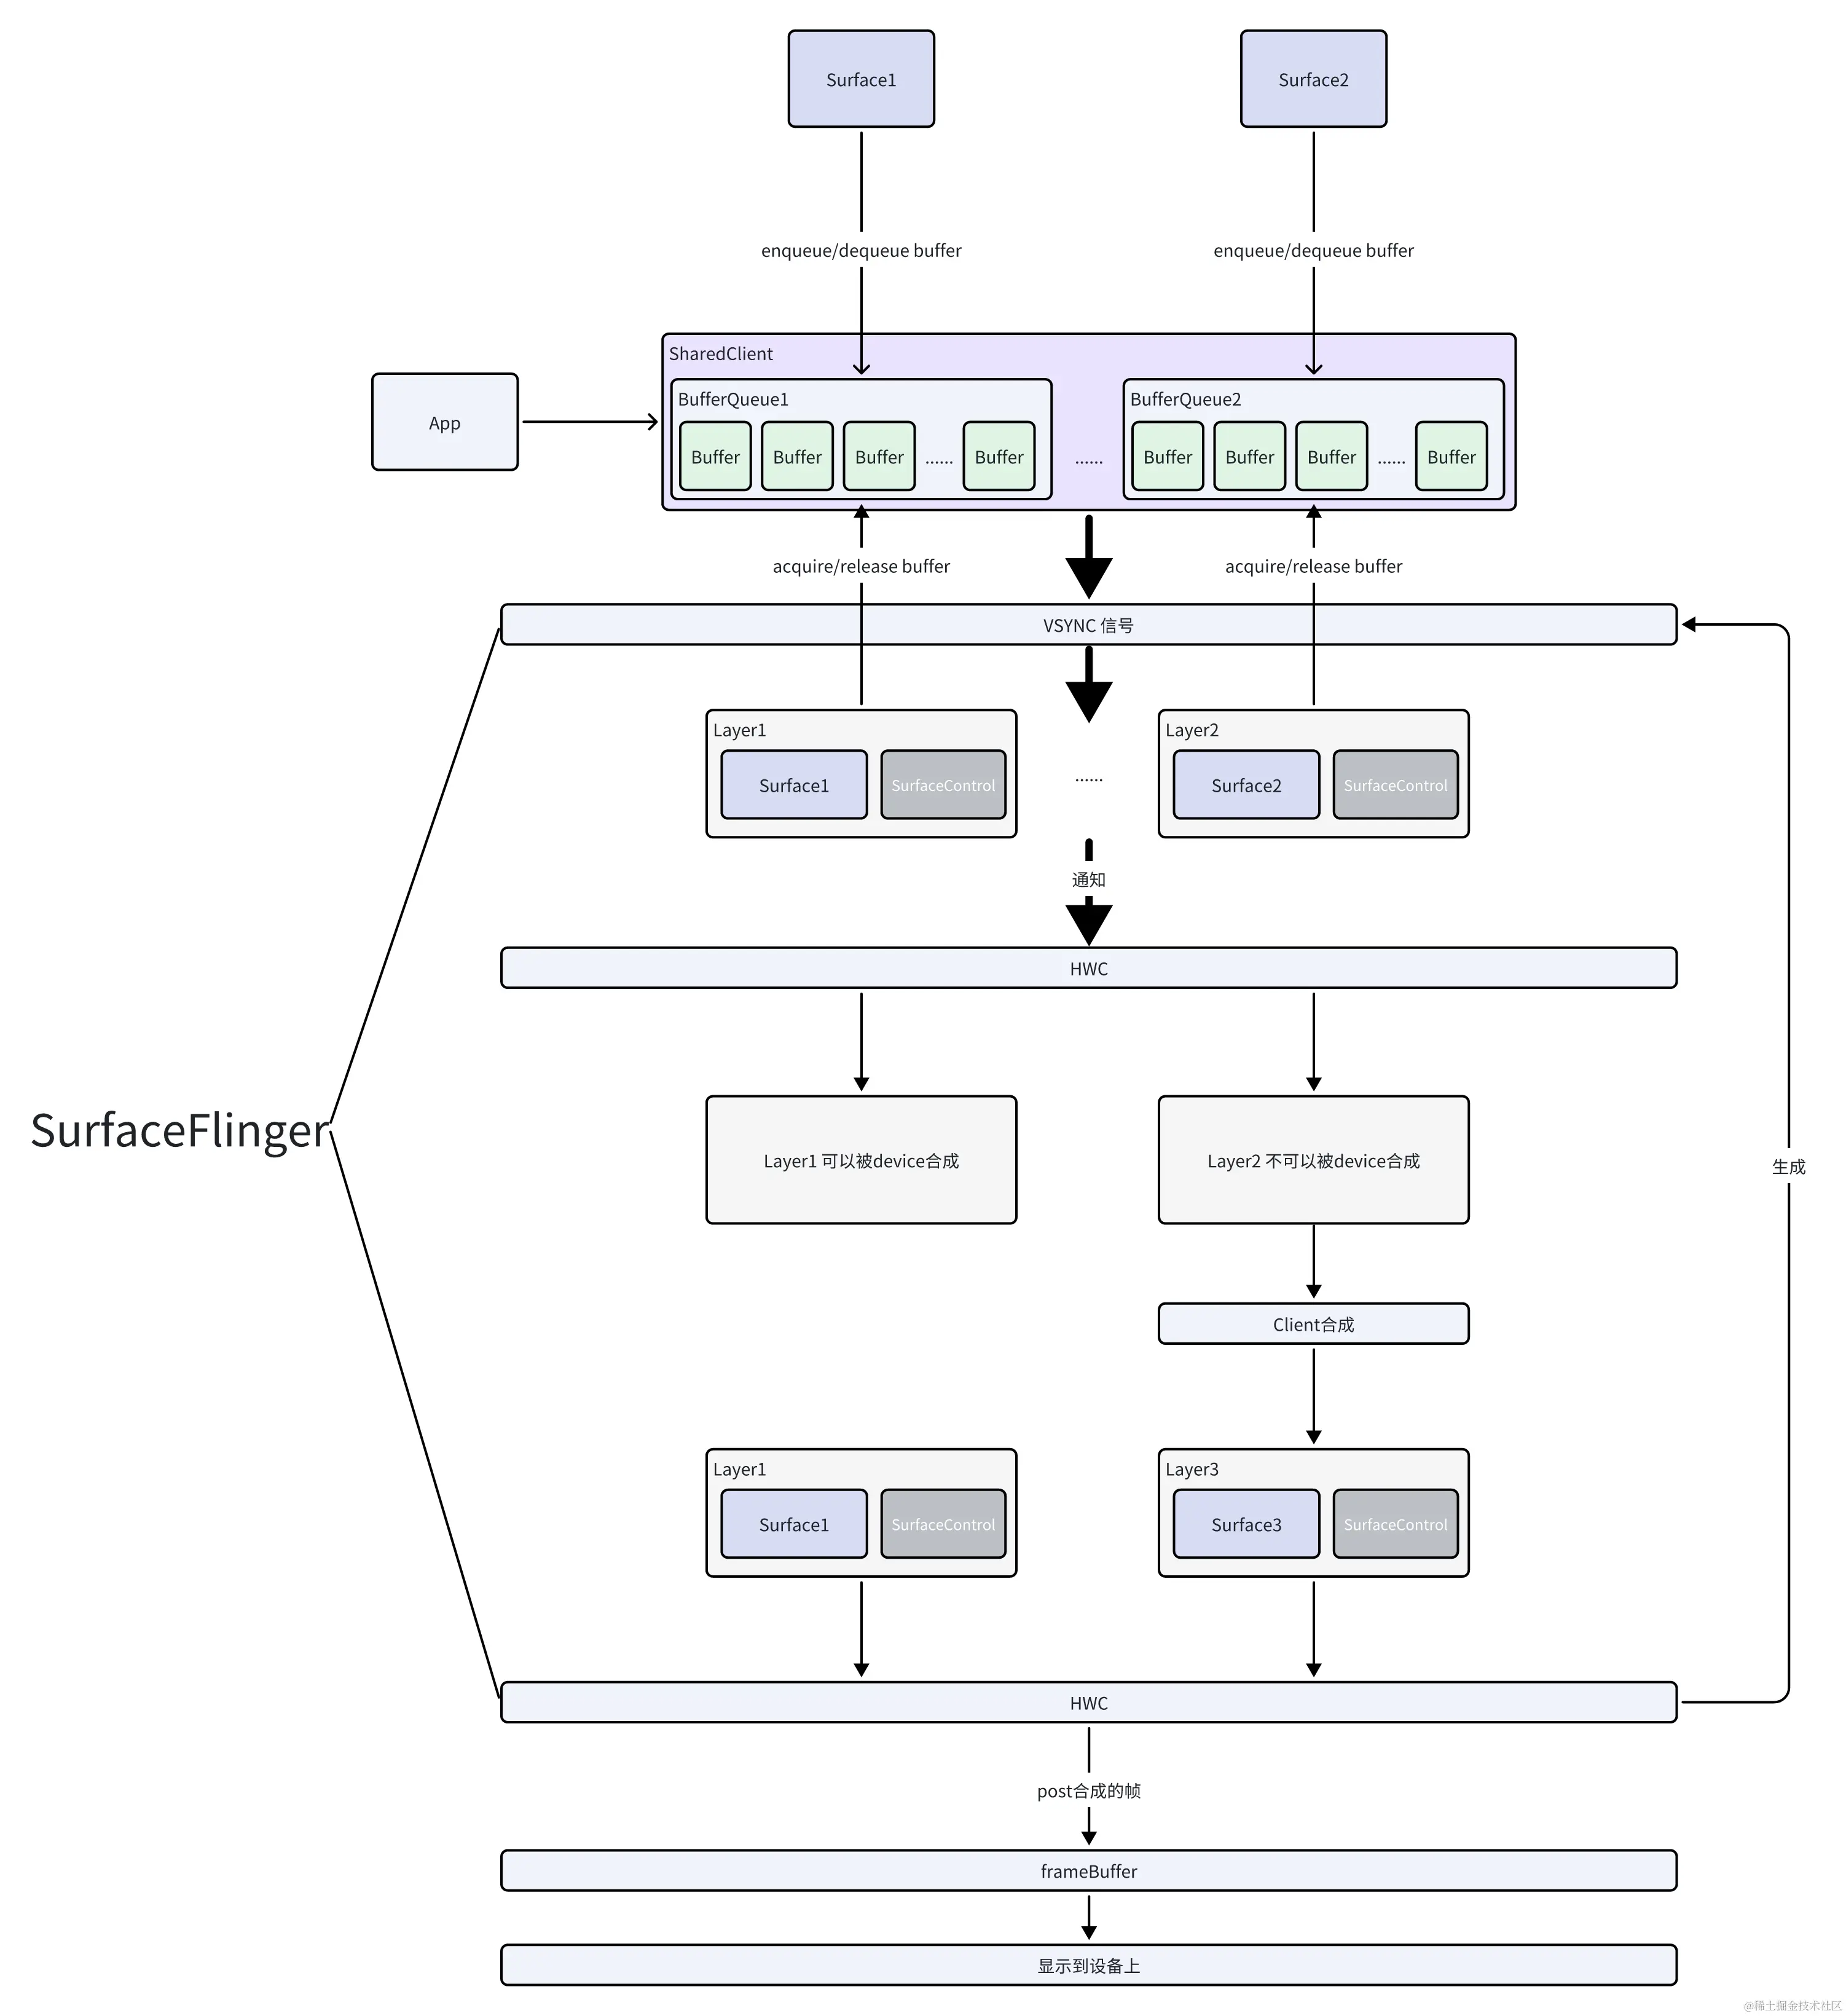 Surface1
Surface2
enqueue/dequeue buffer
enqueue/dequeue buffer
SharedClient
App
BufferQueue1
BufferQueue2
Buffer
Buffer
Buffer
......
Buffer
......
Buffer
Buffer
Buffer
......
Buffer
acquire/release buffer
acquire/release buffer
VSYNC 信号
Layer1
Surface1
SurfaceControl
......
Layer2
Surface2
SurfaceControl
通知
HWC
SurfaceFlinger
Layer1 可以被device合成
Layer2 不可以被device合成
生成
Client合成
Layer1
Surface1
SurfaceControl
Layer3
Surface3
SurfaceControl
HWC
post合成的帧
frameBuffer
显示到设备上
@稀土掘金技术社区